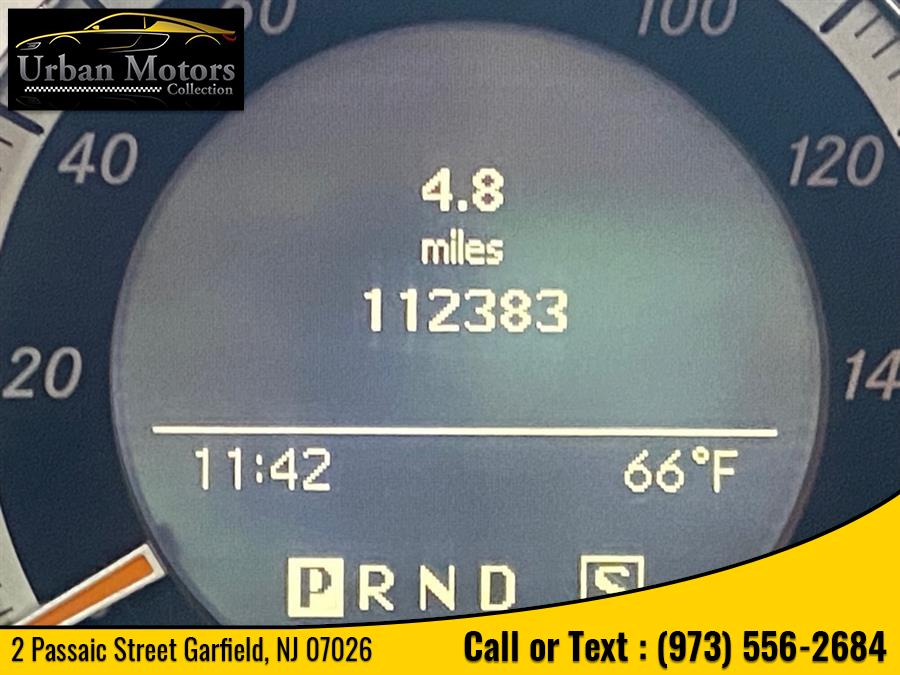 Urban Motors
Collection
60 100
40 120
4.8
miles
112383
20 14
11:42 66°F
P R N D S
2 Passaic Street Garfield, NJ 07026 Call or Text : (973) 556-2684